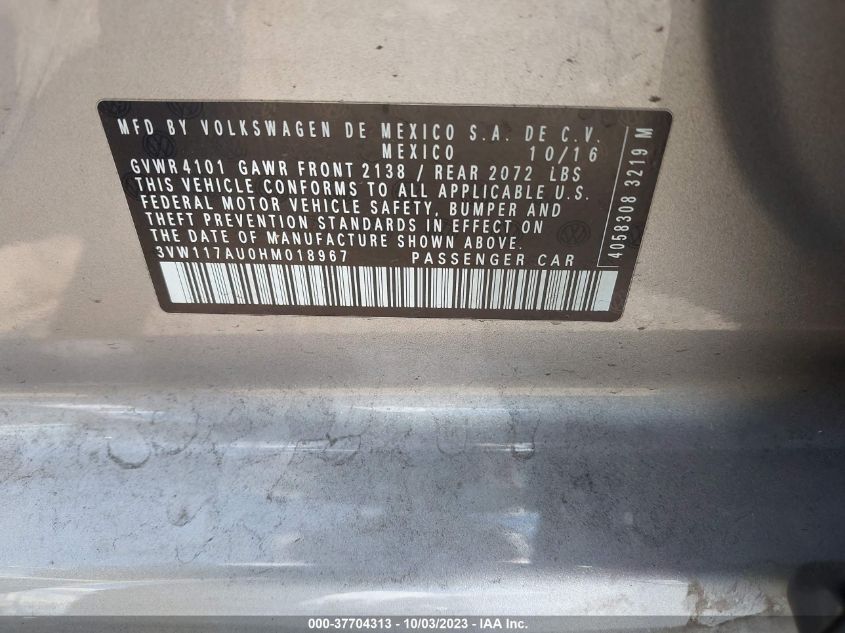 MFD BY VOLKSWAGEN DE MEXICO S.A. DE C.V.
MEXICO 10/16
GVWR 4101 GAWR FRONT 2138 / REAR 2072 LBS
THIS VEHICLE CONFORMS TO ALL APPLICABLE U.S.
FEDERAL MOTOR VEHICLE SAFETY, BUMPER AND
THEFT PREVENTION STANDARDS IN EFFECT ON
THE DATE OF MANUFACTURE SHOWN ABOVE.
3VW117AU0HM018967 PASSENGER CAR
4058308 3219 M
000-37704313 - 10/03/2023 - IAA Inc.